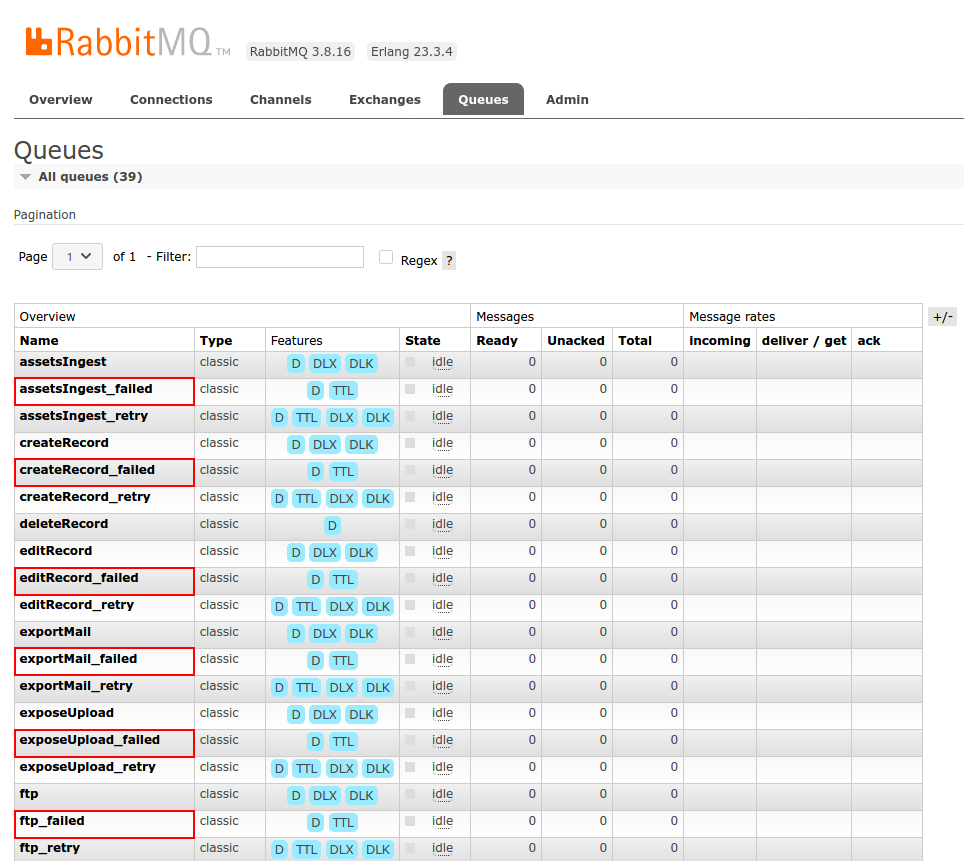 RabbitMQ TM RabbitMQ 3.8.16 Erlang 23.3.4
Overview Connections Channels Exchanges Queues Admin
Queues
All queues (39)
Pagination
Page 1 of 1 - Filter: Regex ?
Overview Messages Message rates +/-
Name Type Features State Ready Unacked Total incoming deliver / get ack
assetsIngest classic D DLX DLK idle 0 0 0
assetsIngest_failed classic D TTL idle 0 0 0
assetsIngest_retry classic D TTL DLX DLK idle 0 0 0
createRecord classic D DLX DLK idle 0 0 0
createRecord_failed classic D TTL idle 0 0 0
createRecord_retry classic D TTL DLX DLK idle 0 0 0
deleteRecord classic D idle 0 0 0
editRecord classic D DLX DLK idle 0 0 0
editRecord_failed classic D TTL idle 0 0 0
editRecord_retry classic D TTL DLX DLK idle 0 0 0
exportMail classic D DLX DLK idle 0 0 0
exportMail_failed classic D TTL idle 0 0 0
exportMail_retry classic D TTL DLX DLK idle 0 0 0
exposeUpload classic D DLX DLK idle 0 0 0
exposeUpload_failed classic D TTL idle 0 0 0
exposeUpload_retry classic D TTL DLX DLK idle 0 0 0
ftp classic D DLX DLK idle 0 0 0
ftp_failed classic D TTL idle 0 0 0
ftp_retry classic D TTL DLX DLK idle 0 0 0